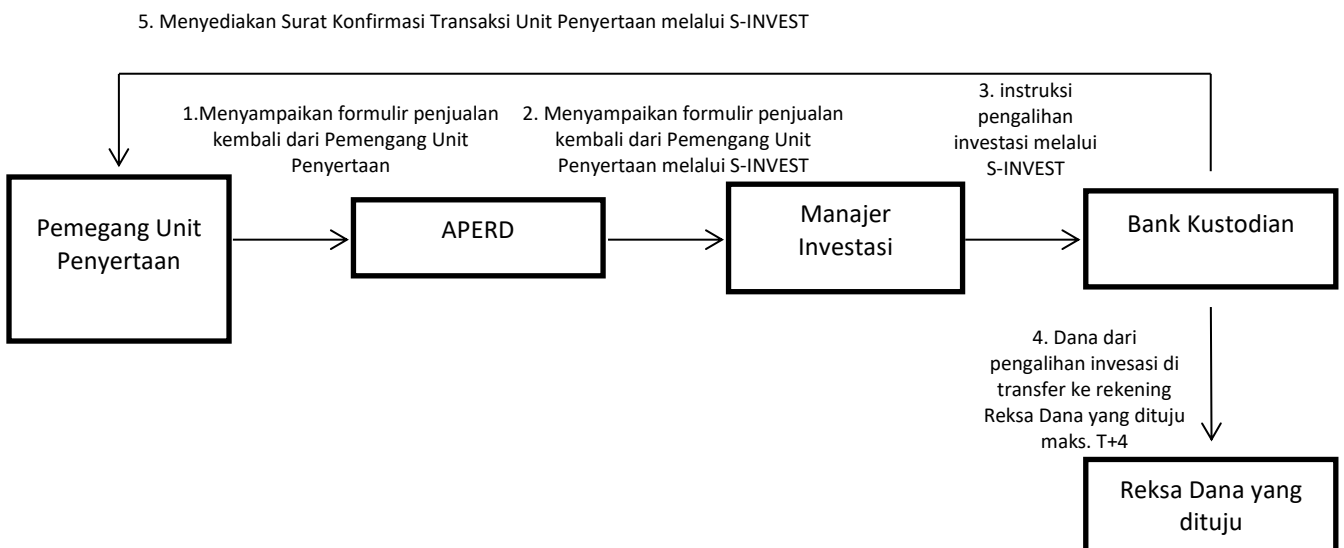 5. Menyediakan Surat Konfirmasi Transaksi Unit Penyertaan melalui S-INVEST
1.Menyampaikan formulir penjualan
kembali dari Pemengang Unit
Penyertaan
2. Menyampaikan formulir penjualan
kembali dari Pemengang Unit
Penyertaan melalui S-INVEST
3. instruksi
pengalihan
investasi melalui
S-INVEST
Pemegang Unit
Penyertaan
APERD
Manajer
Investasi
Bank Kustodian
4. Dana dari
pengalihan invesasi di
transfer ke rekening
Reksa Dana yang dituju
maks. T+4
Reksa Dana yang
dituju